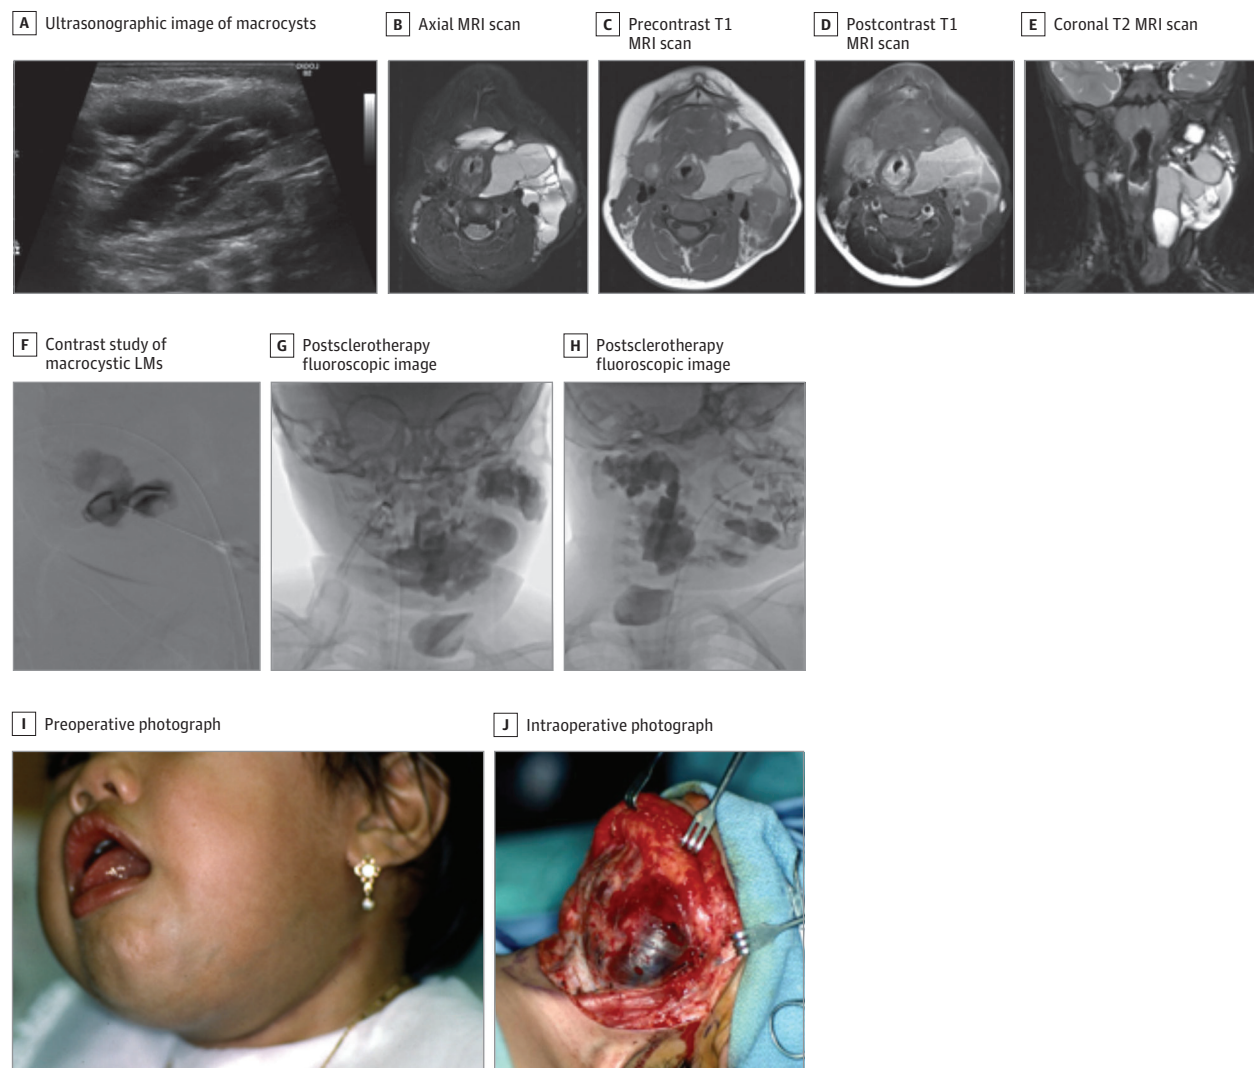 A Ultrasonographic image of macrocysts
B Axial MRI scan
C Precontrast T1
MRI scan
D Postcontrast T1
MRI scan
E Coronal T2 MRI scan
F Contrast study of
macrocystic LMs
G Postsclerotherapy
fluoroscopic image
H Postsclerotherapy
fluoroscopic image
I Preoperative photograph
J Intraoperative photograph